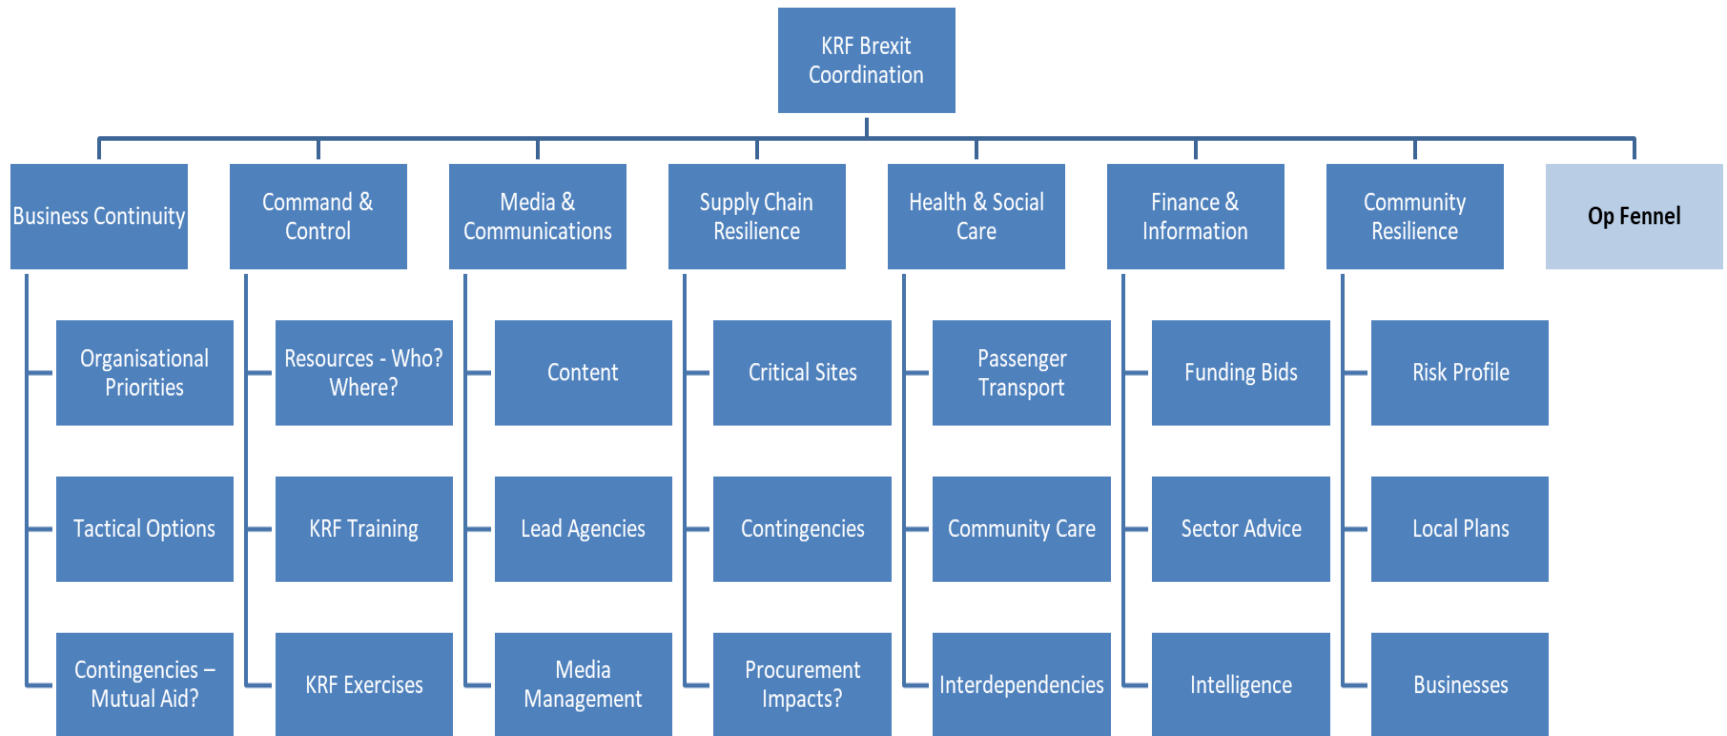 KRF Brexit
Coordination
Business Continuity
Command &
Control
Media &
Communications
Supply Chain
Resilience
Health & Social
Care
Finance &
Information
Community
Resilience
Op Fennel
Organisational
Priorities
Resources - Who?
Where?
Content
Critical Sites
Passenger
Transport
Funding Bids
Risk Profile
Tactical Options
KRF Training
Lead Agencies
Contingencies
Community Care
Sector Advice
Local Plans
Contingencies –
Mutual Aid?
KRF Exercises
Media
Management
Procurement
Impacts?
Interdependencies
Intelligence
Businesses